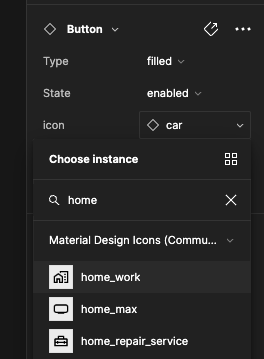 Button
Type filled
State enabled
icon car
Choose instance
home
Material Design Icons (Commu...
home_work
home_max
home_repair_service